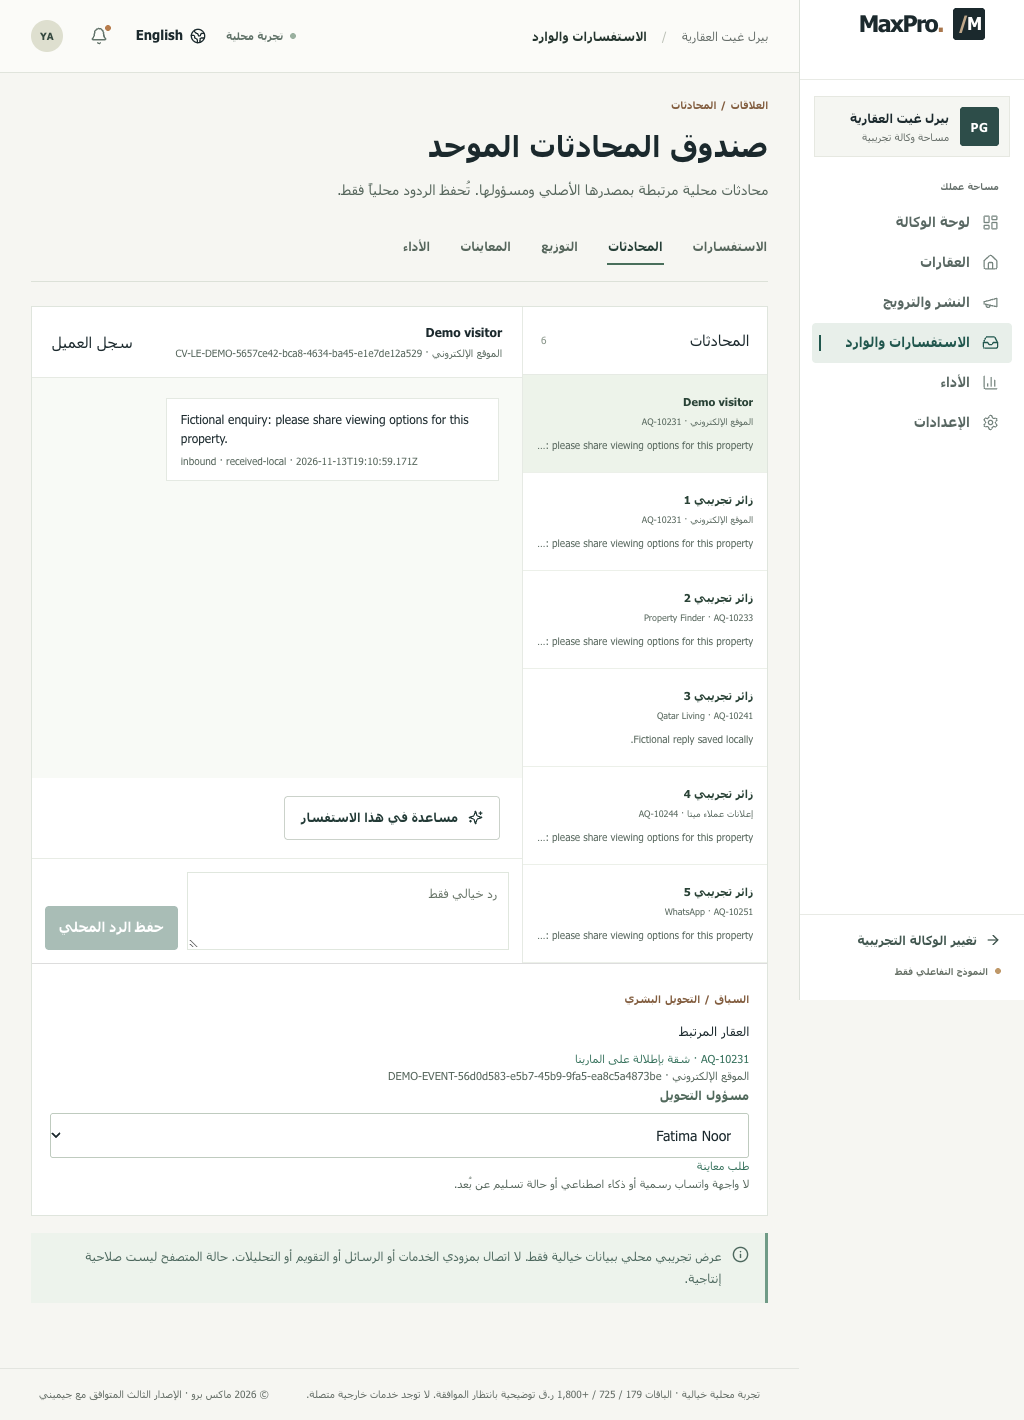 MaxPro. /M
PG
بيرل غيت العقارية
مساحة وكالة تجريبية
مساحة عملك
لوحة الوكالة
العقارات
النشر والترويج
الاستفسارات والوارد
الأداء
الإعدادات
تغيير الوكالة التجريبية
النموذج التفاعلي فقط
بيرل غيت العقارية / الاستفسارات والوارد
تجربة محلية
English
YA
العلاقات / المحادثات
صندوق المحادثات الموحد
محادثات محلية مرتبطة بمصدرها الأصلي ومسؤولها. تُحفظ الردود محلياً فقط.
الاستفسارات
المحادثات
التوزيع
المعاينات
الأداء
المحادثات
6
Demo visitor
الموقع الإلكتروني · AQ-10231
: please share viewing options for this property...
زائر تجريبي 1
الموقع الإلكتروني · AQ-10231
: please share viewing options for this property...
زائر تجريبي 2
Property Finder · AQ-10233
: please share viewing options for this property...
زائر تجريبي 3
Qatar Living · AQ-10241
Fictional reply saved locally.
زائر تجريبي 4
إعلانات عملاء ميتا · AQ-10244
: please share viewing options for this property...
زائر تجريبي 5
WhatsApp · AQ-10251
: please share viewing options for this property...
Demo visitor
الموقع الإلكتروني · CV-LE-DEMO-5657ce42-bca8-4634-ba45-e1e7de12a529
سجل العميل
Fictional enquiry: please share viewing options for this
property.
inbound · received-local · 2026-11-13T19:10:59.171Z
مساعدة في هذا الاستفسار
رد خيالي فقط
حفظ الرد المحلي
السياق / التحويل البشري
العقار المرتبط
AQ-10231 · شقة بإطلالة على المارينا
الموقع الإلكتروني · DEMO-EVENT-56d0d583-e5b7-45b9-9fa5-ea8c5a4873be
مسؤول التحويل
Fatima Noor
طلب معاينة
لا واجهة واتساب رسمية أو ذكاء اصطناعي أو حالة تسليم عن بُعد.
عرض تجريبي محلي ببيانات خيالية فقط. لا اتصال بمزودي الخدمات أو الرسائل أو التقويم أو التحليلات. حالة المتصفح ليست صلاحية
إنتاجية.
تجربة محلية خيالية · الباقات 179 / 725 / 1,800+ ر.ق توضيحية بانتظار الموافقة. لا توجد خدمات خارجية متصلة.
© 2026 ماكس برو · الإصدار الثالث المتوافق مع جيميني